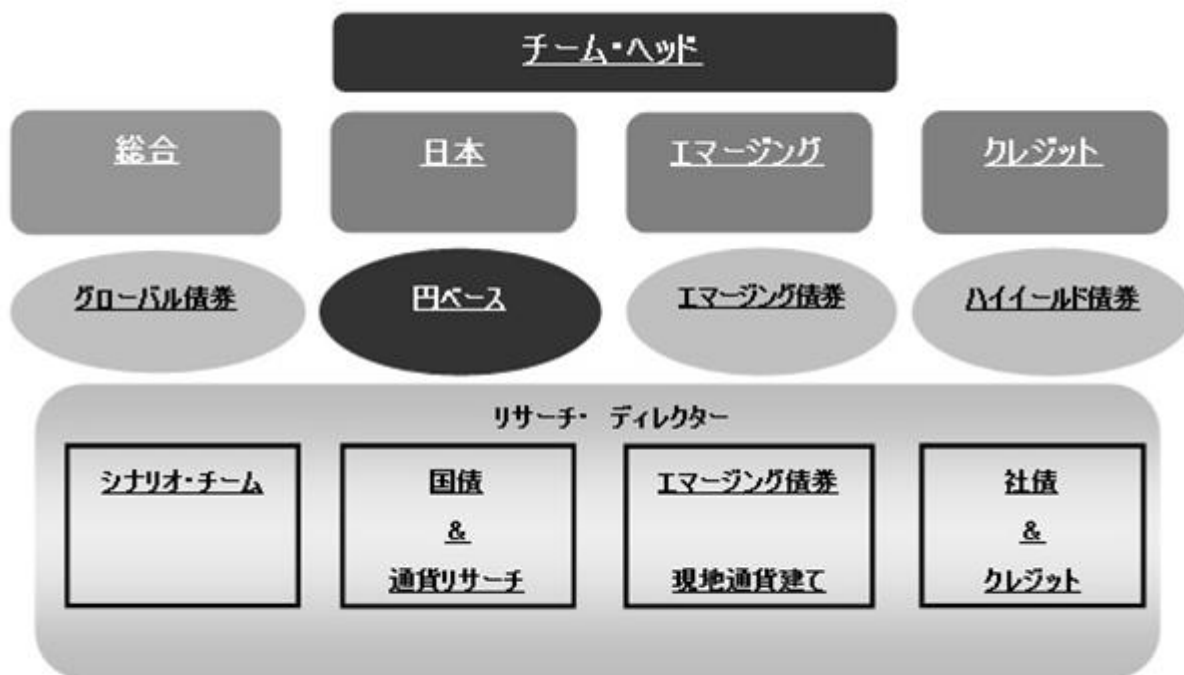 チーム・ヘッド
総合
日本
エマージング
クレジット
グローバル債券
円ベース
エマージング債券
ハイイールド債券
リサーチ・ ディレクター
シナリオ・チーム
国債
&
通貨リサーチ
エマージング債券
現地通貨建て
社債
&
クレジット